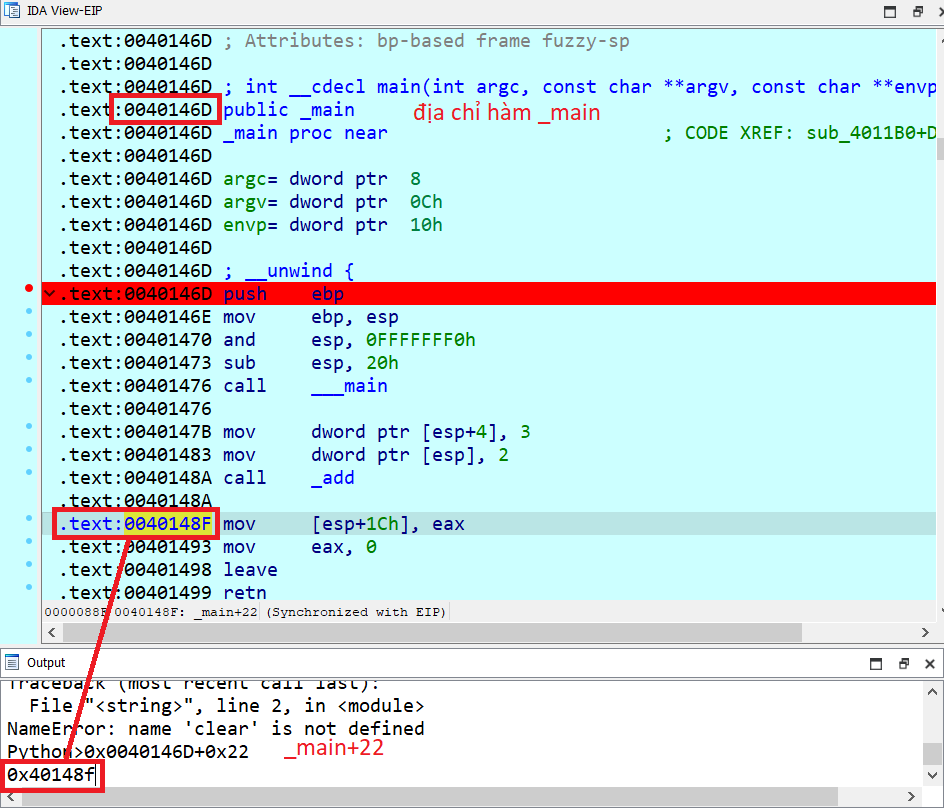 IDA View-EIP
.text:0040146D ; Attributes: bp-based frame fuzzy-sp
.text:0040146D
.text:0040146D ; int __cdecl main(int argc, const char **argv, const char **envp
.text:0040146D public _main địa chỉ hàm _main
.text:0040146D _main proc near ; CODE XREF: sub_4011B0+D
.text:0040146D
.text:0040146D argc= dword ptr 8
.text:0040146D argv= dword ptr 0Ch
.text:0040146D envp= dword ptr 10h
.text:0040146D
.text:0040146D ; __unwind {
.text:0040146D push ebp
.text:0040146E mov ebp, esp
.text:00401470 and esp, 0FFFFFFF0h
.text:00401473 sub esp, 20h
.text:00401476 call ___main
.text:00401476
.text:0040147B mov dword ptr [esp+4], 3
.text:00401483 mov dword ptr [esp], 2
.text:0040148A call _add
.text:0040148A
.text:0040148F mov [esp+1Ch], eax
.text:00401493 mov eax, 0
.text:00401498 leave
.text:00401499 retn
0000088F 0040148F: _main+22 (Synchronized with EIP)
Output
Traceback (most recent call last):
File "<string>", line 2, in <module>
NameError: name 'clear' is not defined
Python>0x0040146D+0x22 _main+22
0x40148f